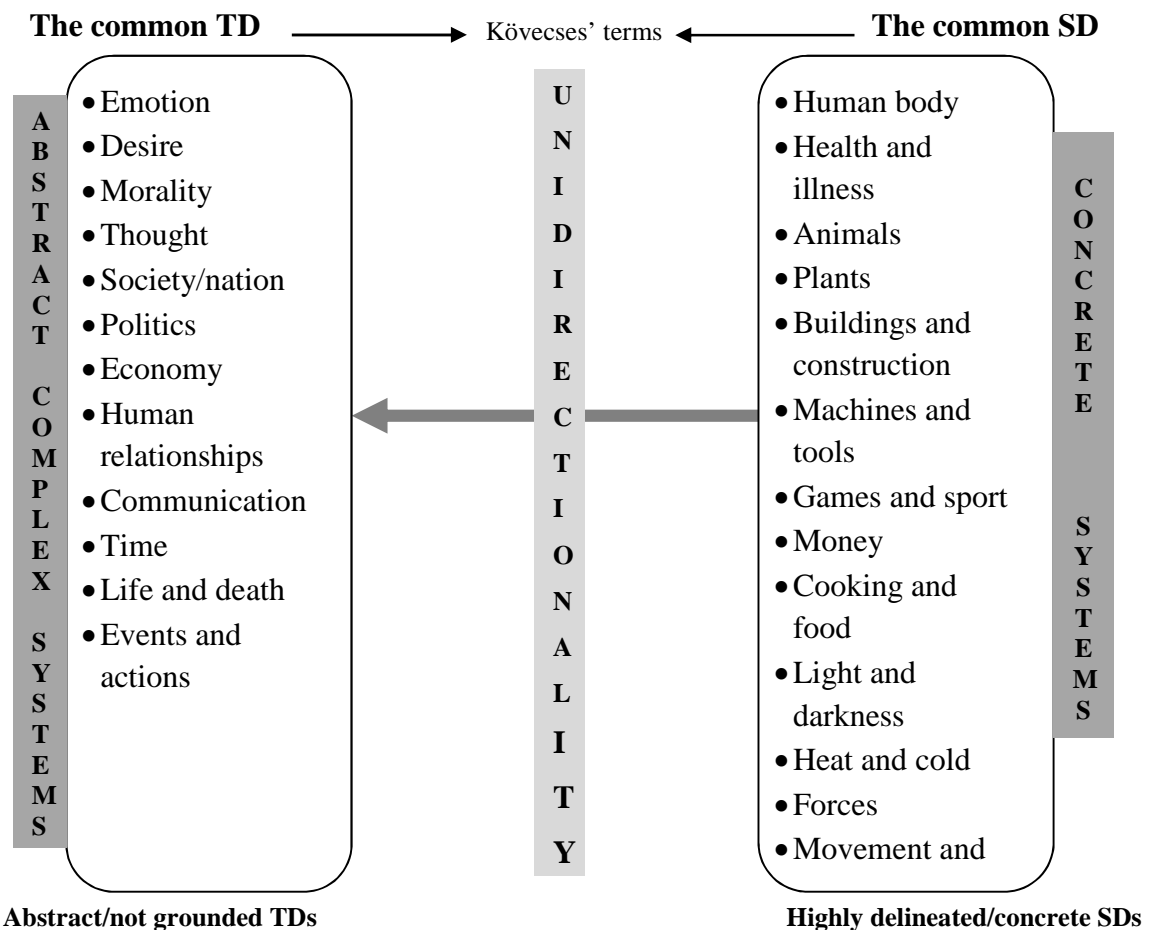 The common TD
Kövecses’ terms
The common SD
ABSTRACT COMPLEX SYSTEMS
• Emotion
• Desire
• Morality
• Thought
• Society/nation
• Politics
• Economy
• Human
relationships
• Communication
• Time
• Life and death
• Events and
actions
UNIDIRECTIONALITY
• Human body
• Health and
illness
• Animals
• Plants
• Buildings and
construction
• Machines and
tools
• Games and sport
• Money
• Cooking and
food
• Light and
darkness
• Heat and cold
• Forces
• Movement and
CONCRETE SYSTEMS
Abstract/not grounded TDs
Highly delineated/concrete SDs